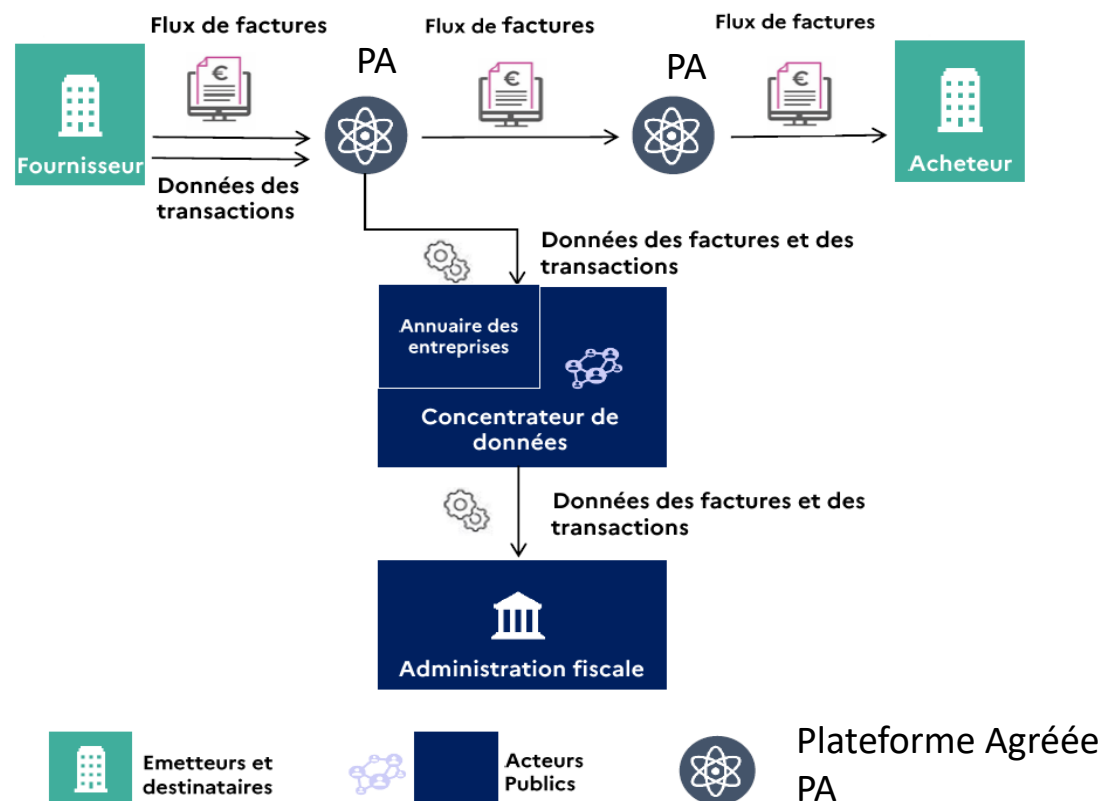 Flux de factures
Flux de factures
Flux de factures
PA
PA
€
€
€
Fournisseur
Acheteur
Données des
transactions
Données des factures et des
transactions
Annuaire des
entreprises
Concentrateur de
données
Données des factures et des
transactions
Administration fiscale
Emetteurs et
destinataires
Acteurs
Publics
Plateforme Agréée
PA